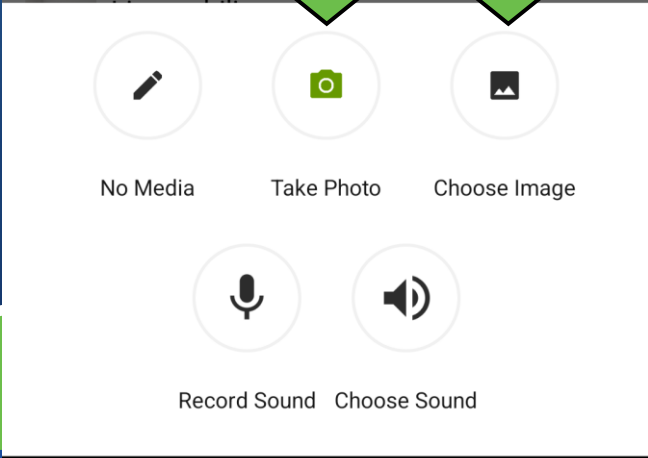 No Media
Take Photo
Choose Image
Record Sound
Choose Sound